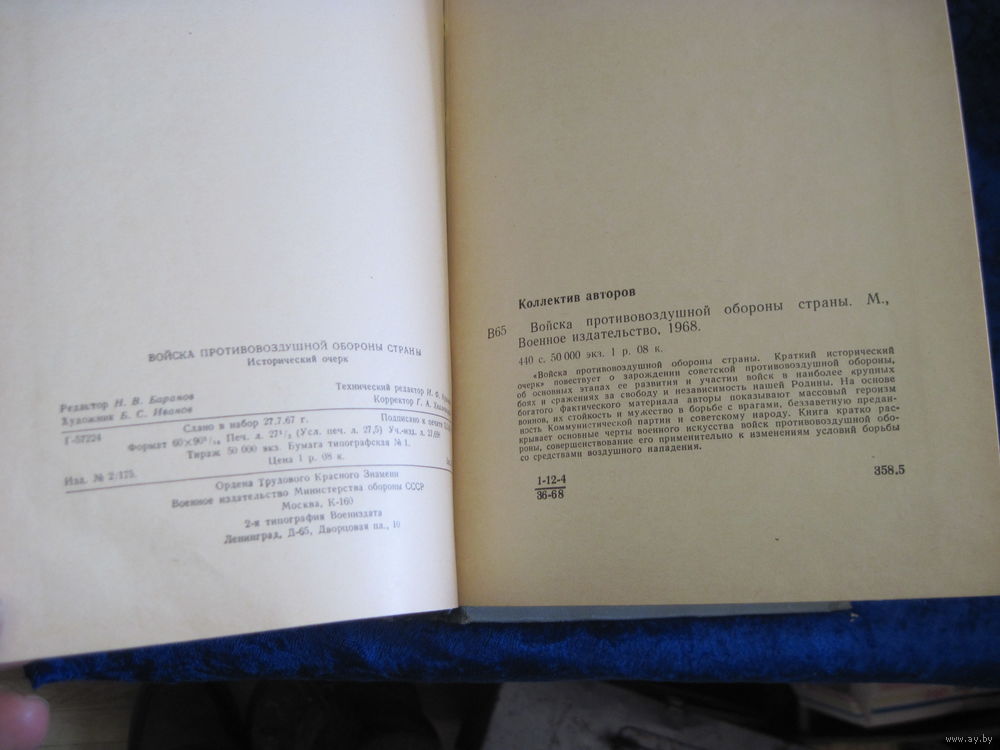 ВОЙСКА ПРОТИВОВОЗДУШНОЙ ОБОРОНЫ СТРАНЫ
Исторический очерк
Редактор Н. В. Баранов
Художник Б. С. Иванов
Технический редактор
Корректор Г. А.
Г-57224
Сдано в набор 27.7.67 г.
Подписано к печати
Формат 60×90¹/₁₆ Печ. л. 27¹/₂ (Усл. печ. л. 27,5) Уч.-изд. л.
Тираж 50 000 экз. Бумага типографская № 1.
Цена 1 р. 08 к.
Изд. № 2/175.
Ордена Трудового Красного Знамени
Военное издательство Министерства обороны СССР
Москва, К-160
2-я типография Воениздата
Ленинград, Д-65, Дворцовая пл., 10
Коллектив авторов
В65 Войска противовоздушной обороны страны. М.,
Военное издательство, 1968.
440 с. 50 000 экз. 1 р. 08 к.
«Войска противовоздушной обороны страны. Краткий исторический
очерк» повествует о зарождении советской противовоздушной обороны,
об основных этапах ее развития и участии войск в наиболее крупных
боях и сражениях за свободу и независимость нашей Родины. На основе
богатого фактического материала авторы показывают массовый героизм
воинов, их стойкость и мужество в борьбе с врагами, беззаветную предан-
ность Коммунистической партии и советскому народу. Книга кратко рас-
крывает основные черты военного искусства войск противовоздушной обо-
роны, совершенствование его применительно к изменениям условий борьбы
со средствами воздушного нападения.
1-12-4
36-68
358.5
www.ay.by